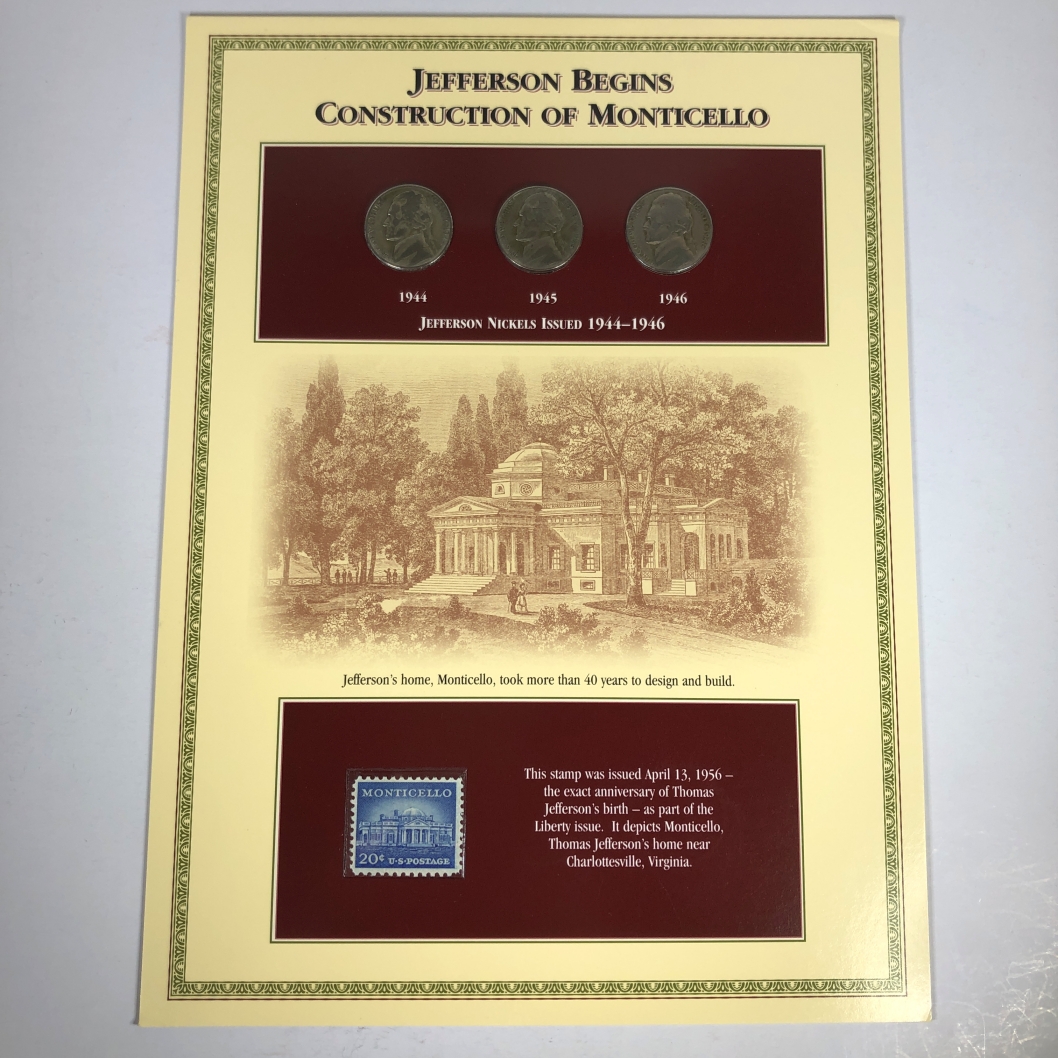 JEFFERSON BEGINS
CONSTRUCTION OF MONTICELLO
1944
1945
1946
JEFFERSON NICKELS ISSUED 1944–1946
Jefferson's home, Monticello, took more than 40 years to design and build.
MONTICELLO
20¢ U·S·POSTAGE
This stamp was issued April 13, 1956 –
the exact anniversary of Thomas
Jefferson's birth – as part of the
Liberty issue. It depicts Monticello,
Thomas Jefferson's home near
Charlottesville, Virginia.